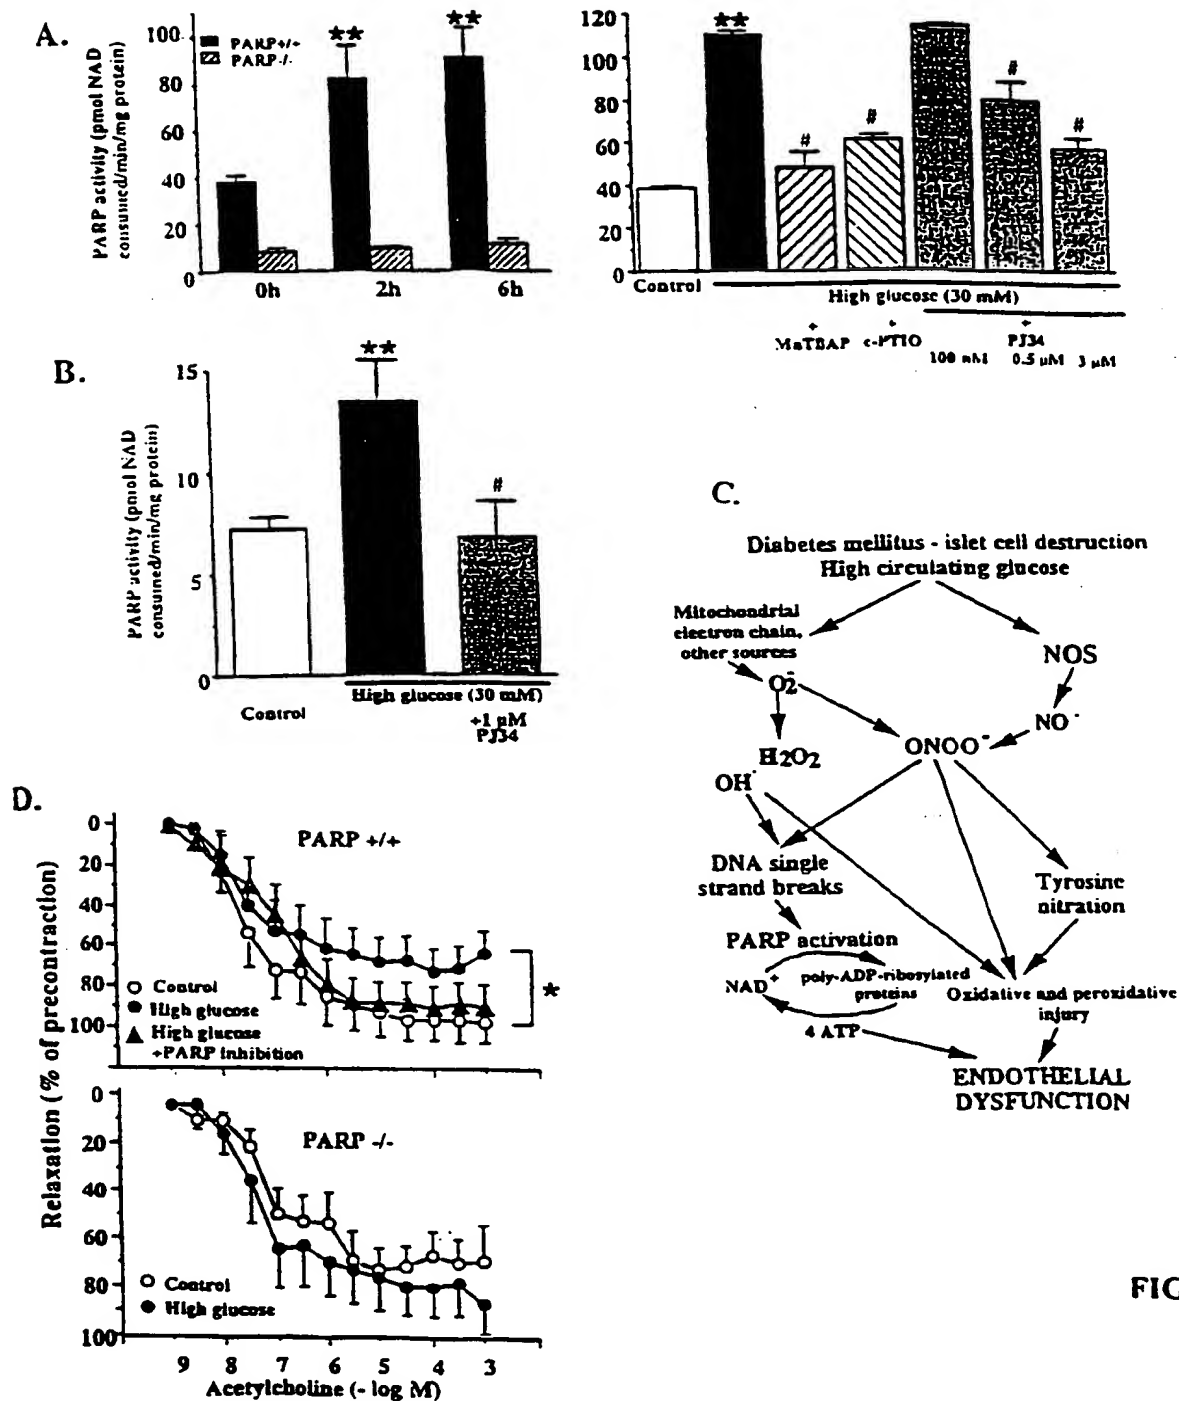 A.
PARP activity (pmol NAD
consumed/min/mg protein)
100
80
60
40
20
0
PARP+/+
PARP-/-
**
**
0h
2h
6h
120
100
80
60
40
20
0
**
#
#
#
#
Control
High glucose (30 mM)
+
MnTBAP
+
c-PTIO
+
PJ34
100 nM
0.5 µM
3 µM
B.
PARP activity (pmol NAD
consumed/min/mg protein)
15
10
5
0
**
#
Control
High glucose (30 mM)
+1 µM
PJ34
C.
Diabetes mellitus - islet cell destruction
High circulating glucose
Mitochondrial
electron chain,
other sources
NOS
O2-
NO·
H2O2
ONOO-
OH·
DNA single
strand breaks
Tyrosine
nitration
PARP activation
NAD+
poly-ADP-ribosylated
proteins
Oxidative and peroxidative
injury
4 ATP
ENDOTHELIAL
DYSFUNCTION
D.
Relaxation (% of precontraction)
0
20
40
60
80
100
PARP +/+
Control
High glucose
High glucose
+PARP inhibition
*
0
20
40
60
80
100
PARP -/-
Control
High glucose
9 8 7 6 5 4 3
Acetylcholine (- log M)
FIG